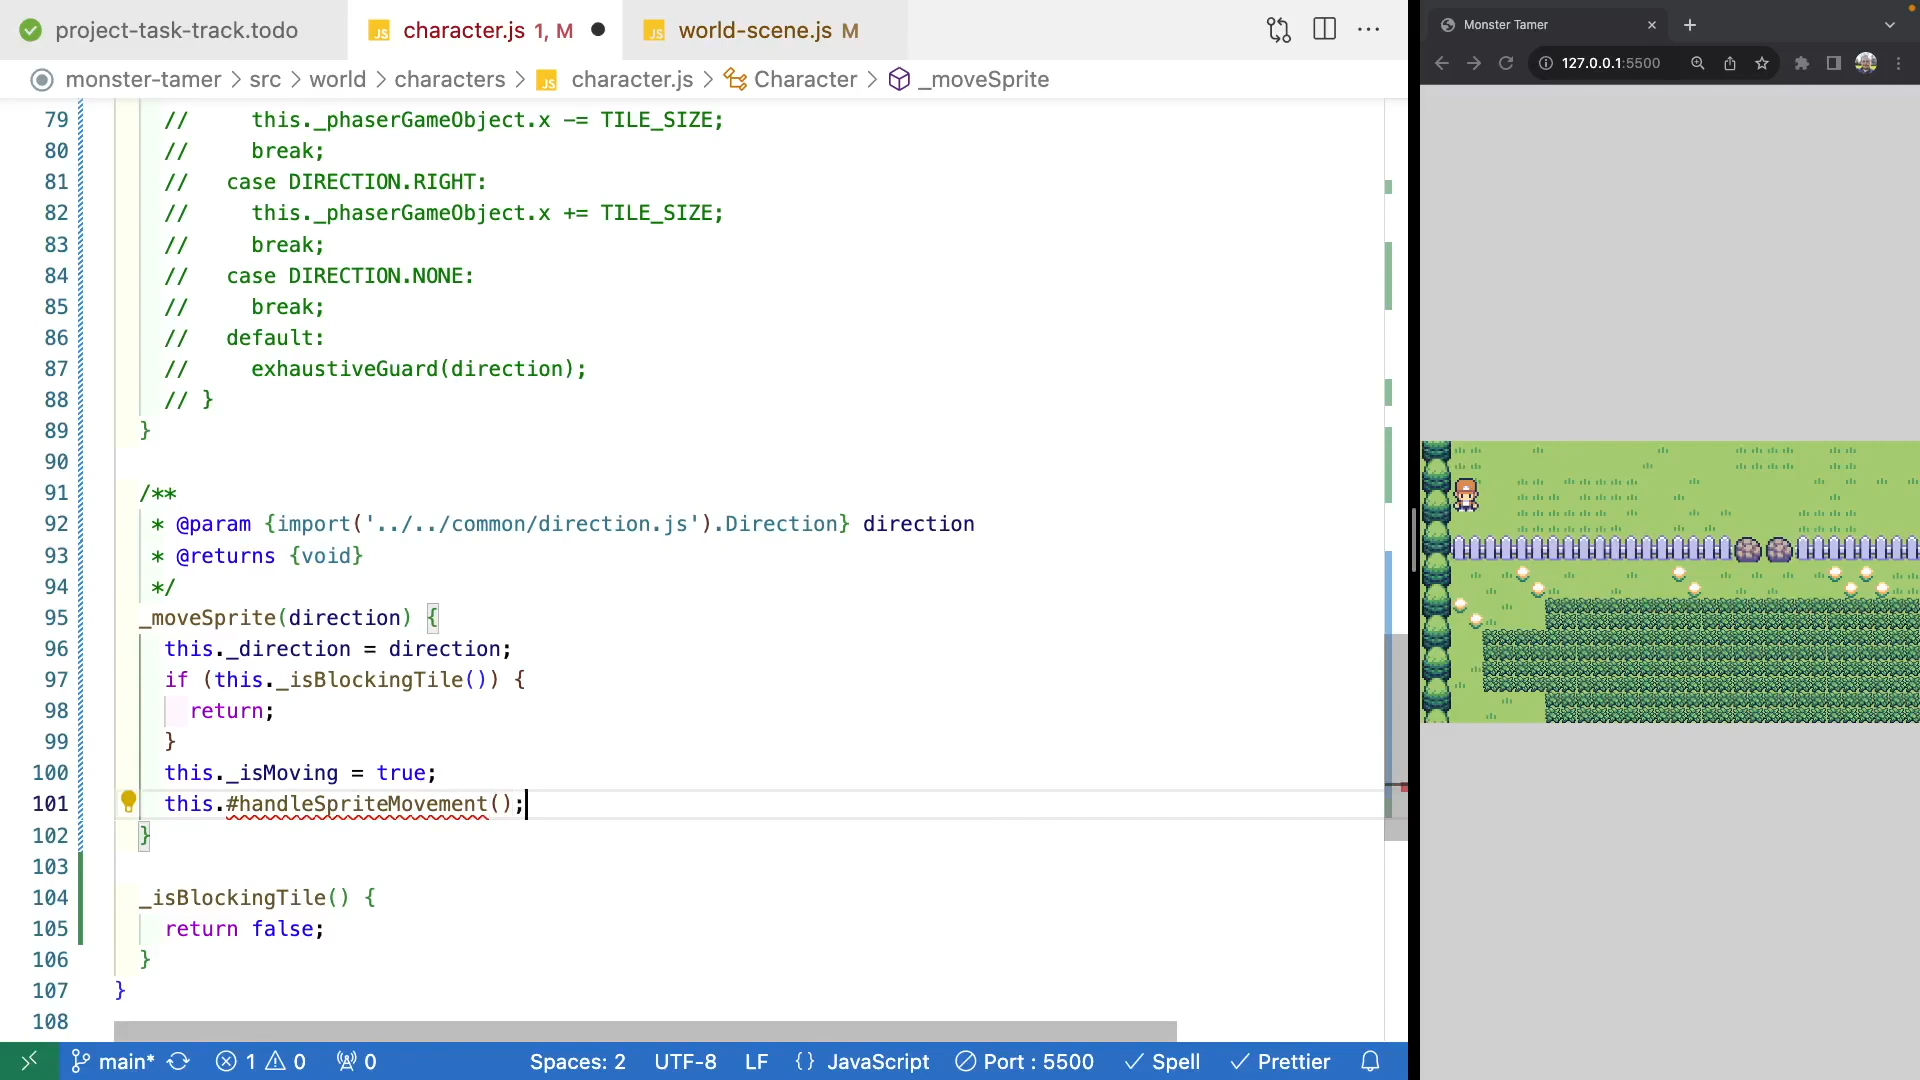 project-task-track.todo
character.js 1, M
world-scene.js M
monster-tamer > src > world > characters > character.js > Character > _moveSprite
79 // this._phaserGameObject.x -= TILE_SIZE;
80 // break;
81 // case DIRECTION.RIGHT:
82 // this._phaserGameObject.x += TILE_SIZE;
83 // break;
84 // case DIRECTION.NONE:
85 // break;
86 // default:
87 // exhaustiveGuard(direction);
88 // }
89 }
90
91 /**
92 * @param {import('../../common/direction.js').Direction} direction
93 * @returns {void}
94 */
95 _moveSprite(direction) {
96 this._direction = direction;
97 if (this._isBlockingTile()) {
98 return;
99 }
100 this._isMoving = true;
101 this.#handleSpriteMovement();
102 }
103
104 _isBlockingTile() {
105 return false;
106 }
107 }
108
main* 1 0 0 Spaces: 2 UTF-8 LF {} JavaScript Port : 5500 Spell Prettier
Monster Tamer
127.0.0.1:5500